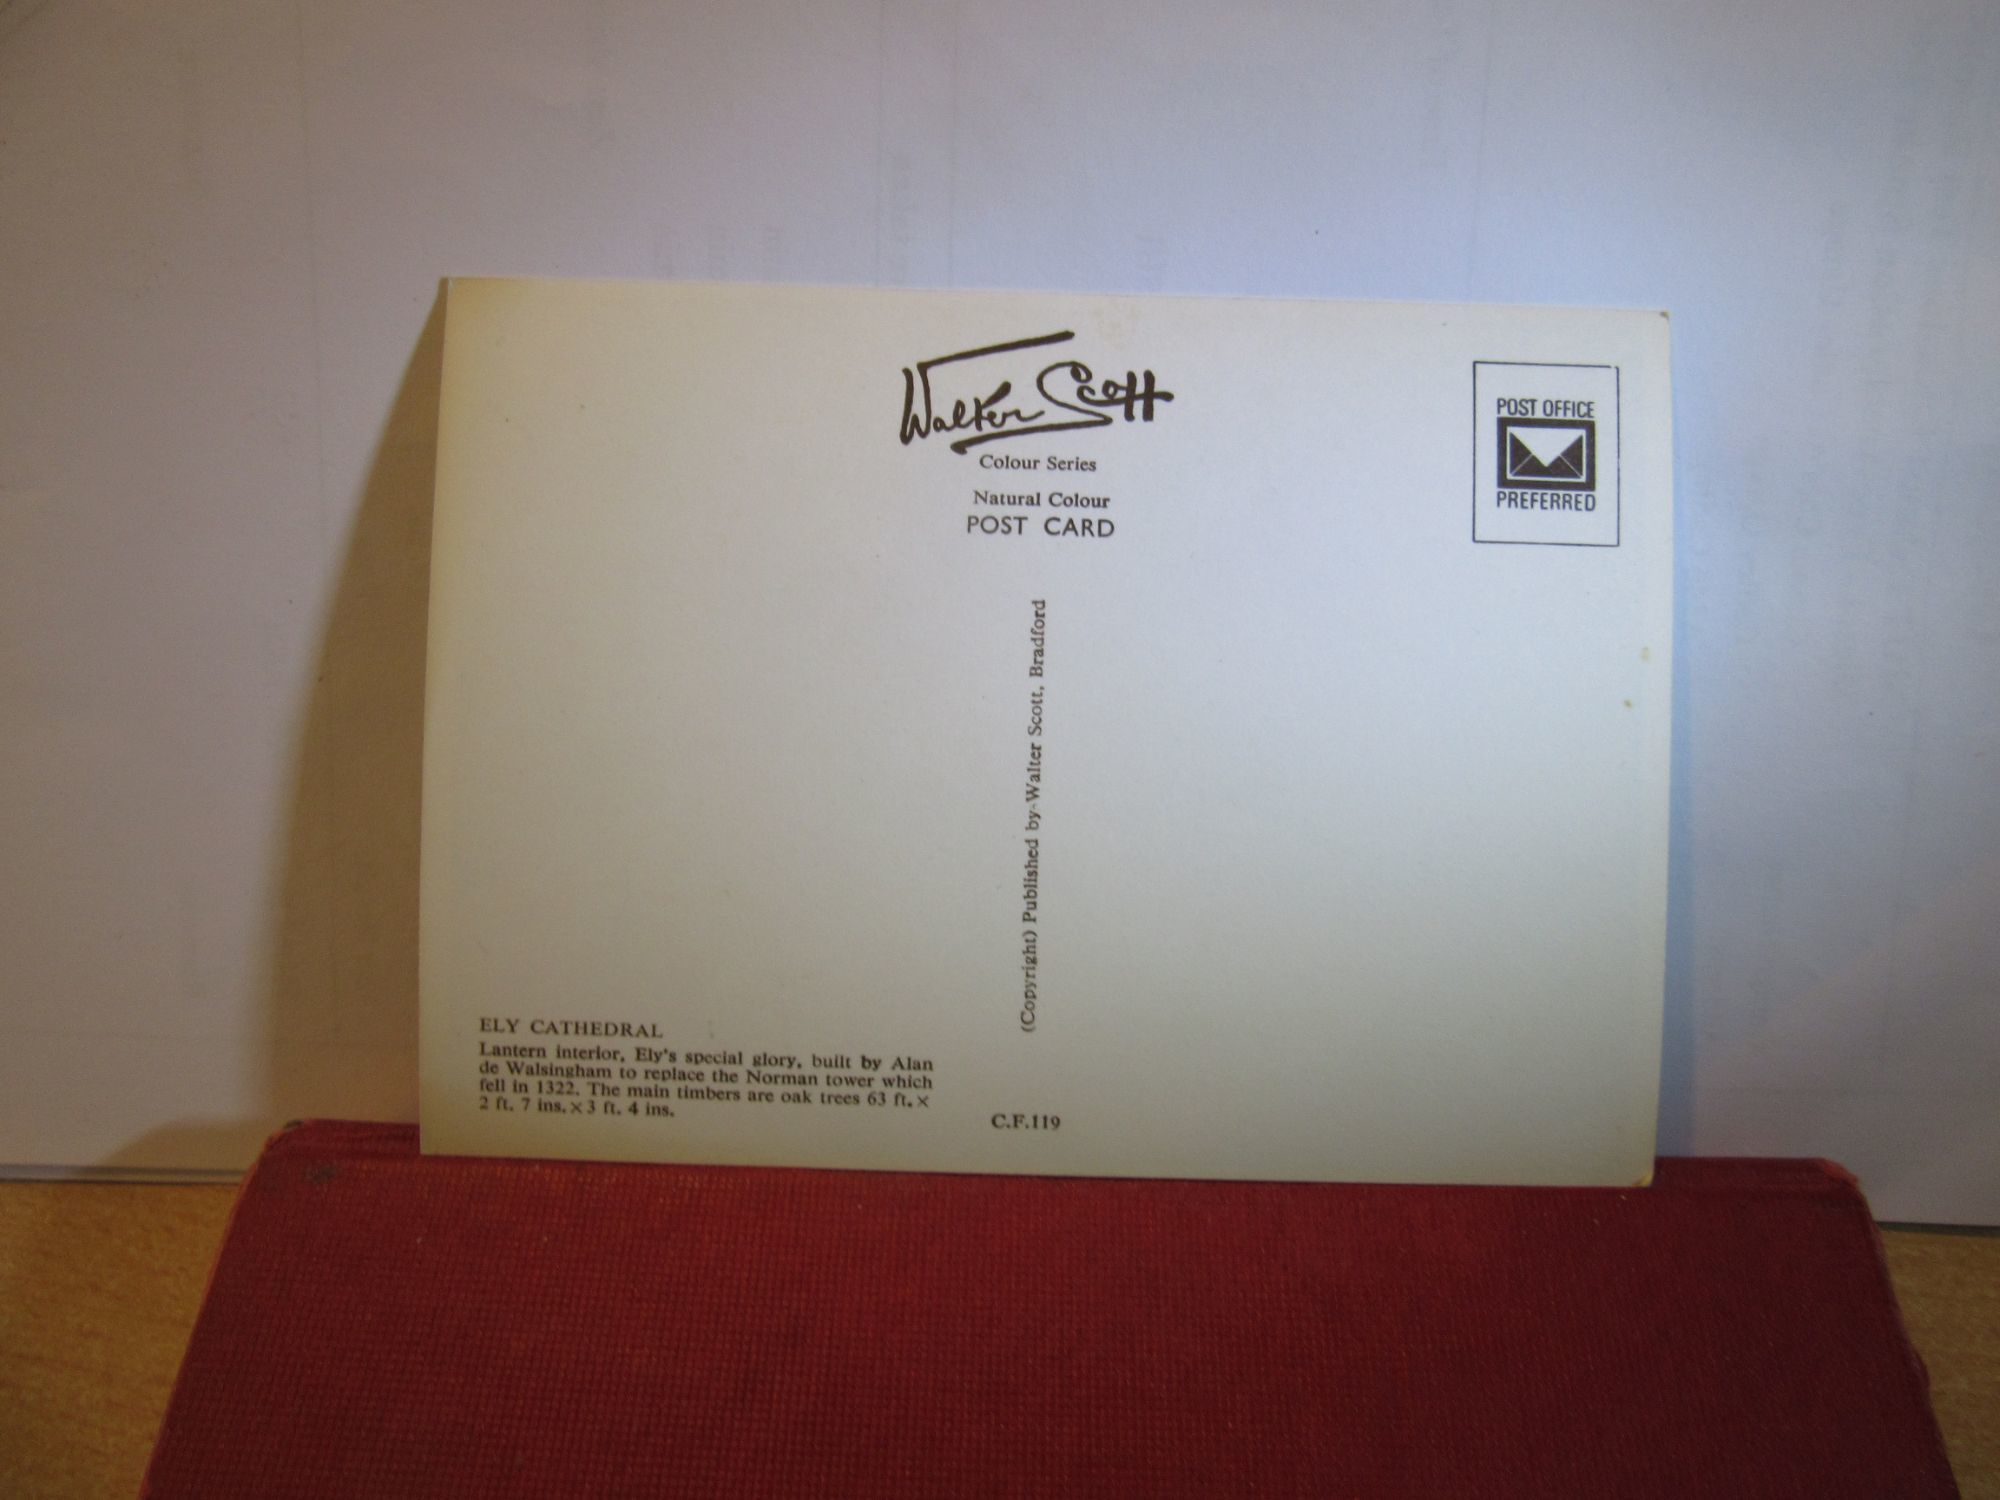 Walter Scott
Colour Series
Natural Colour
POST CARD
POST OFFICE
PREFERRED
(Copyright) Published by Walter Scott, Bradford
ELY CATHEDRAL
Lantern interior, Ely's special glory, built by Alan
de Walsingham to replace the Norman tower which
fell in 1322. The main timbers are oak trees 63 ft. ×
2 ft. 7 ins. × 3 ft. 4 ins.
C.F.119